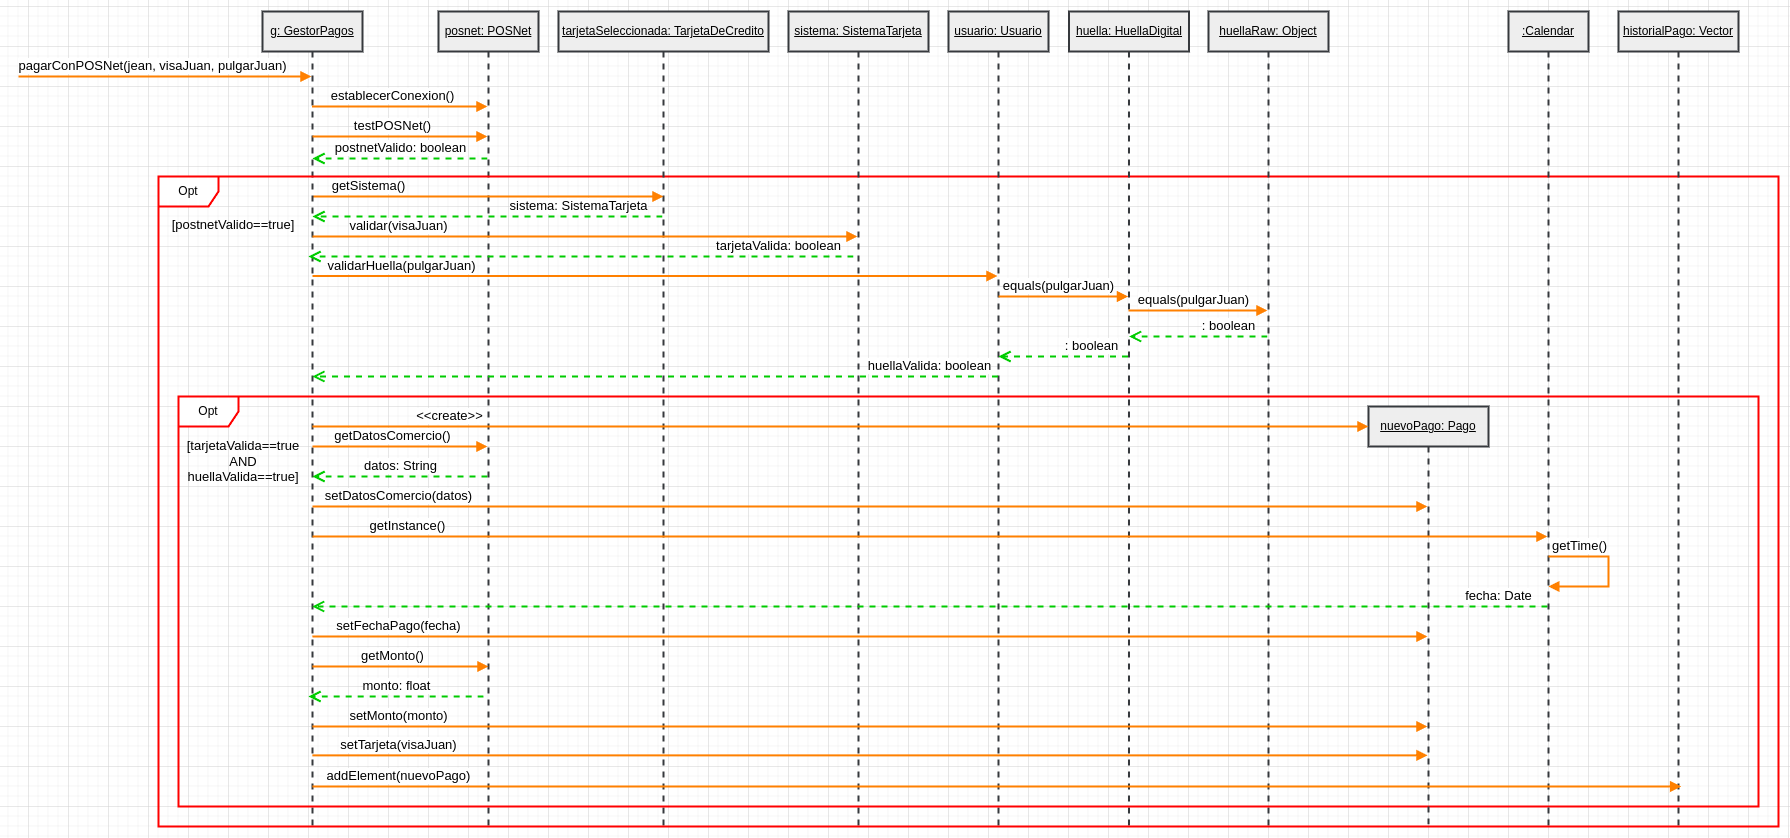 g: GestorPagos
posnet: POSNet
tarjetaSeleccionada: TarjetaDeCredito
sistema: SistemaTarjeta
usuario: Usuario
huella: HuellaDigital
huellaRaw: Object
:Calendar
historialPago: Vector
pagarConPOSNet(jean, visaJuan, pulgarJuan)
establecerConexion()
testPOSNet()
postnetValido: boolean
Opt
[postnetValido==true]
getSistema()
sistema: SistemaTarjeta
validar(visaJuan)
tarjetaValida: boolean
validarHuella(pulgarJuan)
equals(pulgarJuan)
equals(pulgarJuan)
: boolean
: boolean
huellaValida: boolean
Opt
[tarjetaValida==true
AND
huellaValida==true]
<<create>>
nuevoPago: Pago
getDatosComercio()
datos: String
setDatosComercio(datos)
getInstance()
getTime()
fecha: Date
setFechaPago(fecha)
getMonto()
monto: float
setMonto(monto)
setTarjeta(visaJuan)
addElement(nuevoPago)